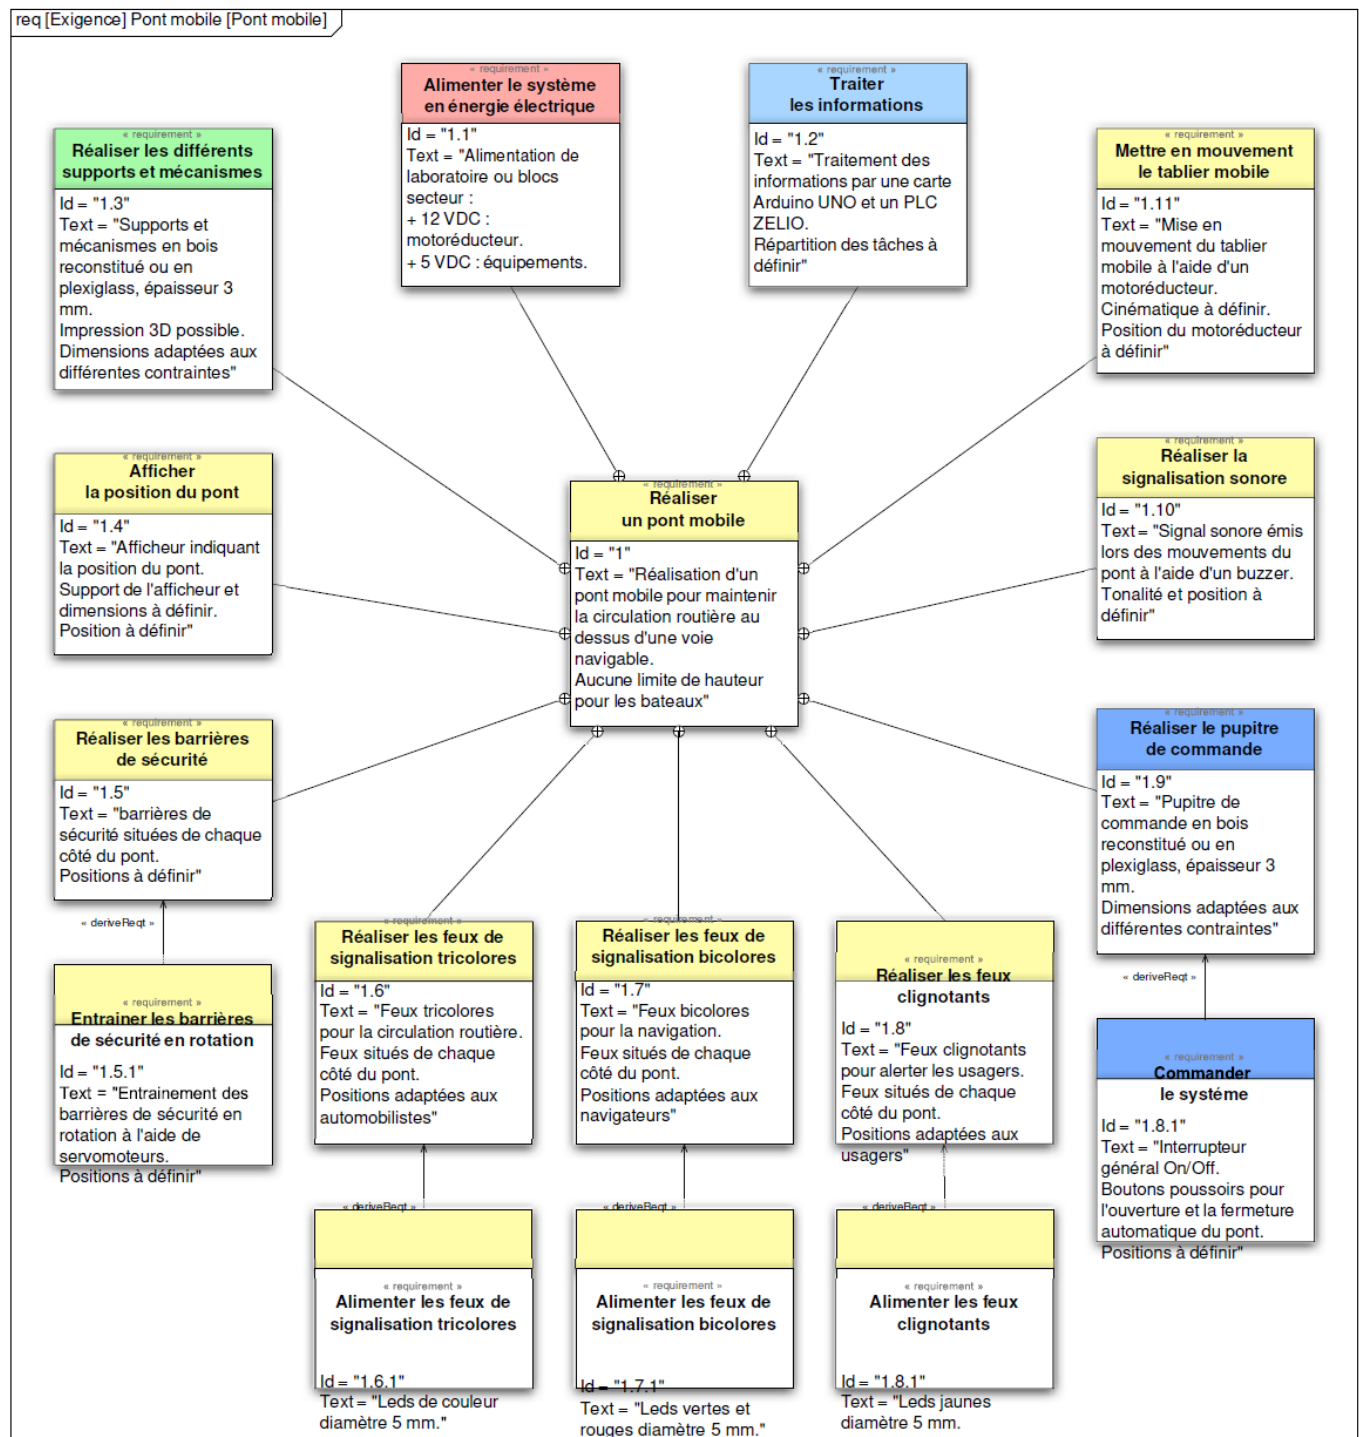 req [Exigence] Pont mobile [Pont mobile]
« requirement »
Alimenter le système
en énergie électrique
Id = "1.1"
Text = "Alimentation de
laboratoire ou blocs
secteur :
+ 12 VDC :
motoréducteur.
+ 5 VDC : équipements.
« requirement »
Traiter
les informations
Id = "1.2"
Text = "Traitement des
informations par une carte
Arduino UNO et un PLC
ZELIO.
Répartition des tâches à
définir"
« requirement »
Réaliser les différents
supports et mécanismes
Id = "1.3"
Text = "Supports et
mécanismes en bois
reconstitué ou en
plexiglass, épaisseur 3
mm.
Impression 3D possible.
Dimensions adaptées aux
différentes contraintes"
« requirement »
Mettre en mouvement
le tablier mobile
Id = "1.11"
Text = "Mise en
mouvement du tablier
mobile à l'aide d'un
motoréducteur.
Cinématique à définir.
Position du motoréducteur
à définir"
« requirement »
Afficher
la position du pont
Id = "1.4"
Text = "Afficheur indiquant
la position du pont.
Support de l'afficheur et
dimensions à définir.
Position à définir"
« requirement »
Réaliser
un pont mobile
Id = "1"
Text = "Réalisation d'un
pont mobile pour maintenir
la circulation routière au
dessus d'une voie
navigable.
Aucune limite de hauteur
pour les bateaux"
« requirement »
Réaliser la
signalisation sonore
Id = "1.10"
Text = "Signal sonore émis
lors des mouvements du
pont à l'aide d'un buzzer.
Tonalité et position à
définir"
« requirement »
Réaliser les barrières
de sécurité
Id = "1.5"
Text = "barrières de
sécurité situées de chaque
côté du pont.
Positions à définir"
« requirement »
Réaliser le pupitre
de commande
Id = "1.9"
Text = "Pupitre de
commande en bois
reconstitué ou en
plexiglass, épaisseur 3
mm.
Dimensions adaptées aux
différentes contraintes"
« deriveReqt »
« requirement »
Entrainer les barrières
de sécurité en rotation
Id = "1.5.1"
Text = "Entrainement des
barrières de sécurité en
rotation à l'aide de
servomoteurs.
Positions à définir"
« requirement »
Réaliser les feux de
signalisation tricolores
Id = "1.6"
Text = "Feux tricolores
pour la circulation routière.
Feux situés de chaque
côté du pont.
Positions adaptées aux
automobilistes"
« requirement »
Réaliser les feux de
signalisation bicolores
Id = "1.7"
Text = "Feux bicolores
pour la navigation.
Feux situés de chaque
côté du pont.
Positions adaptées aux
navigateurs"
« requirement »
Réaliser les feux
clignotants
Id = "1.8"
Text = "Feux clignotants
pour alerter les usagers.
Feux situés de chaque
côté du pont.
Positions adaptées aux
usagers"
« deriveReqt »
« requirement »
Commander
le systéme
Id = "1.8.1"
Text = "Interrupteur
général On/Off.
Boutons poussoirs pour
l'ouverture et la fermeture
automatique du pont.
Positions à définir"
« deriveReqt »
« requirement »
Alimenter les feux de
signalisation tricolores
Id = "1.6.1"
Text = "Leds de couleur
diamètre 5 mm."
« deriveReqt »
« requirement »
Alimenter les feux de
signalisation bicolores
Id = "1.7.1"
Text = "Leds vertes et
rouges diamètre 5 mm."
« deriveReqt »
« requirement »
Alimenter les feux
clignotants
Id = "1.8.1"
Text = "Leds jaunes
diamètre 5 mm.